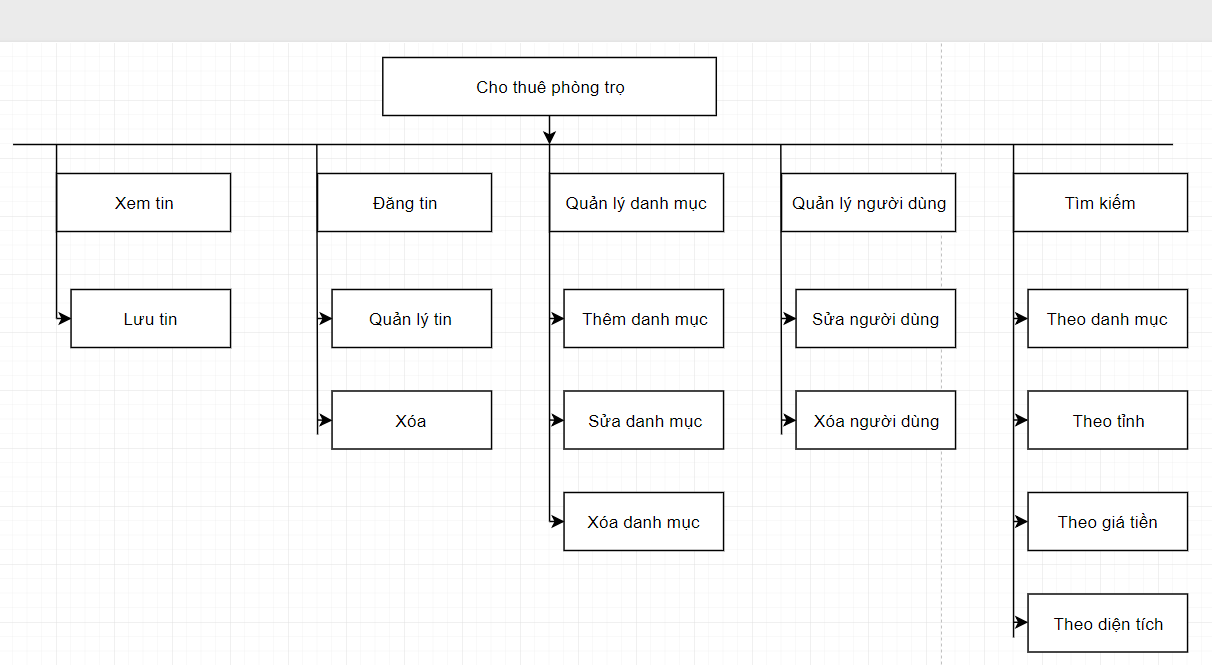 Cho thuê phòng trọ
Xem tin
Đăng tin
Quản lý danh mục
Quản lý người dùng
Tìm kiếm
Lưu tin
Quản lý tin
Thêm danh mục
Sửa người dùng
Theo danh mục
Xóa
Sửa danh mục
Xóa người dùng
Theo tỉnh
Xóa danh mục
Theo giá tiền
Theo diện tích